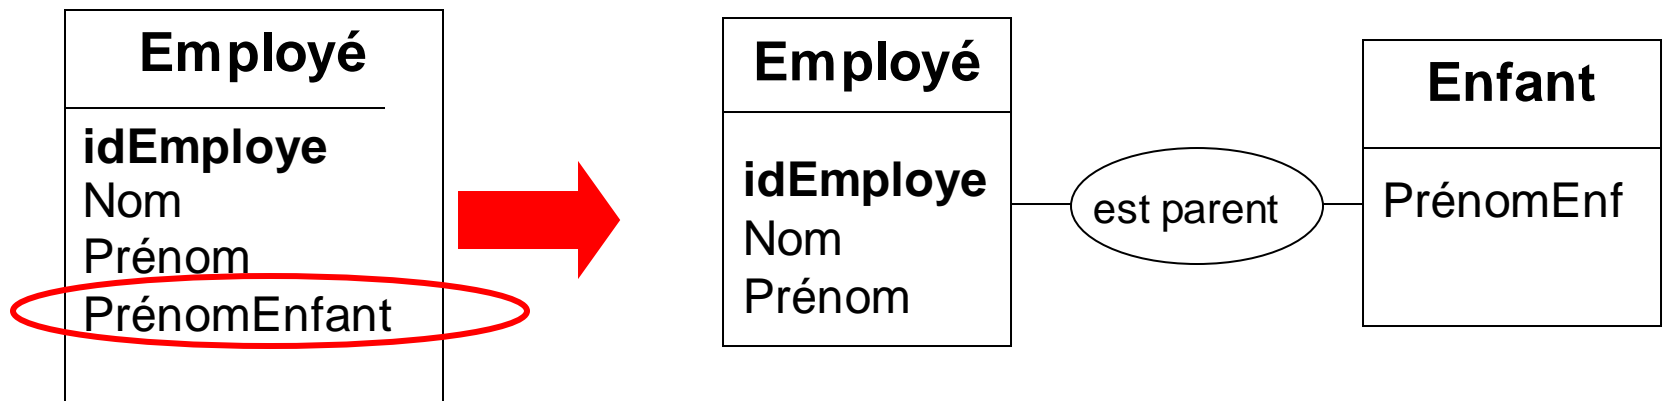 Employé
idEmploye
Nom
Prénom
PrénomEnfant
Employé
idEmploye
Nom
Prénom
est parent
Enfant
PrénomEnf